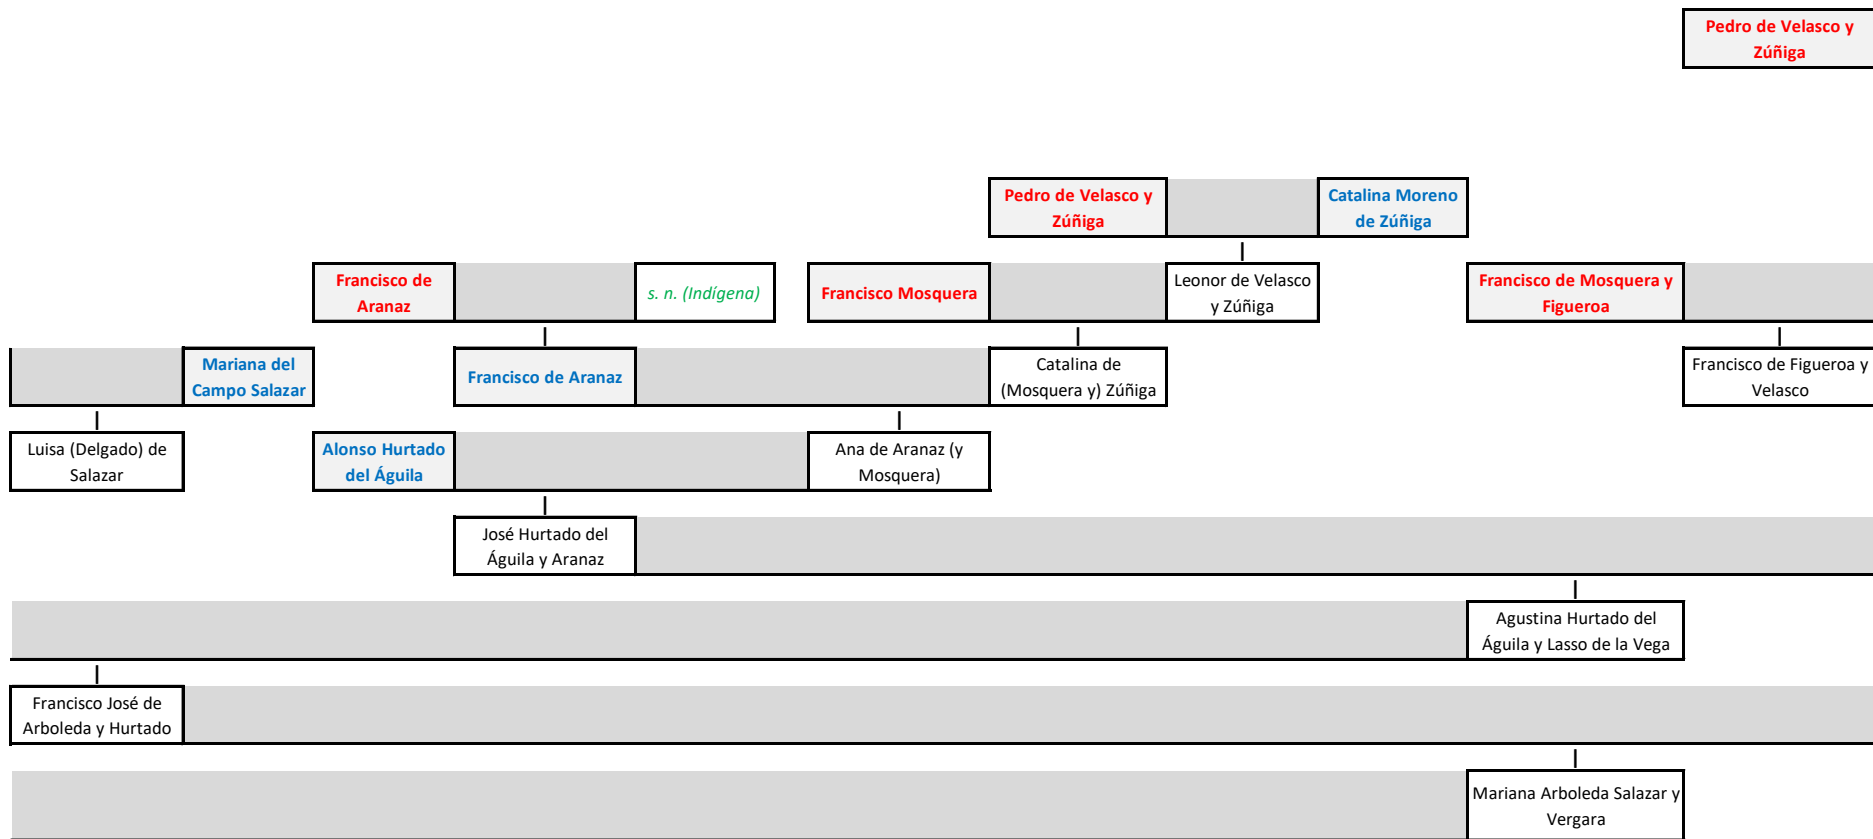 Pedro de Velasco y
Zúñiga
Pedro de Velasco y
Zúñiga
Catalina Moreno
de Zúñiga
Francisco de
Aranaz
s. n. (Indígena)
Francisco Mosquera
Leonor de Velasco
y Zúñiga
Francisco de Mosquera y
Figueroa
Mariana del
Campo Salazar
Francisco de Aranaz
Catalina de
(Mosquera y) Zúñiga
Francisco de Figueroa y
Velasco
Luisa (Delgado) de
Salazar
Alonso Hurtado
del Águila
Ana de Aranaz (y
Mosquera)
José Hurtado del
Águila y Aranaz
Agustina Hurtado del
Águila y Lasso de la Vega
Francisco José de
Arboleda y Hurtado
Mariana Arboleda Salazar y
Vergara